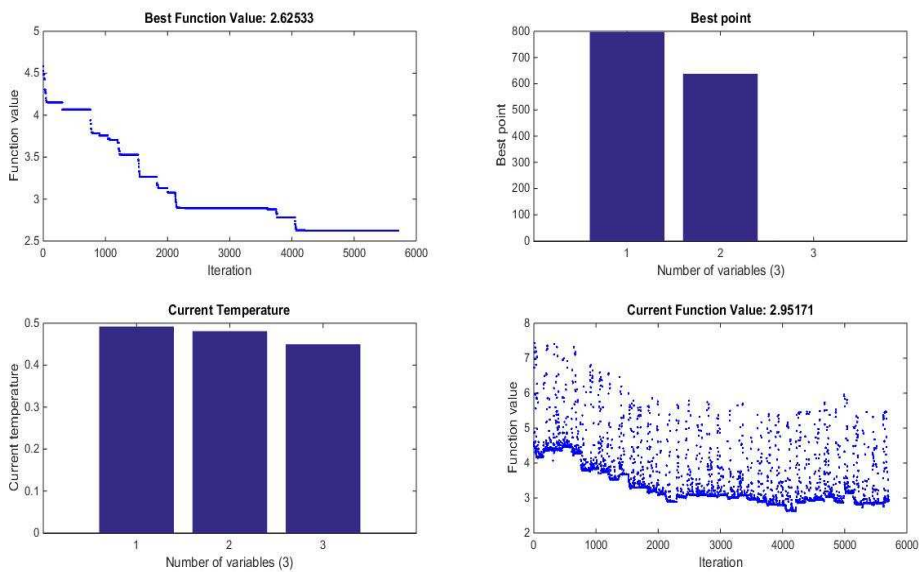 Best Function Value: 2.62533
Function value
5
4.5
4
3.5
3
2.5
0 1000 2000 3000 4000 5000 6000
Iteration
Best point
Best point
800
700
600
500
400
300
200
100
0
1 2 3
Number of variables (3)
Current Temperature
Current temperature
0.5
0.4
0.3
0.2
0.1
0
1 2 3
Number of variables (3)
Current Function Value: 2.95171
Function value
8
7
6
5
4
3
2
0 1000 2000 3000 4000 5000 6000
Iteration